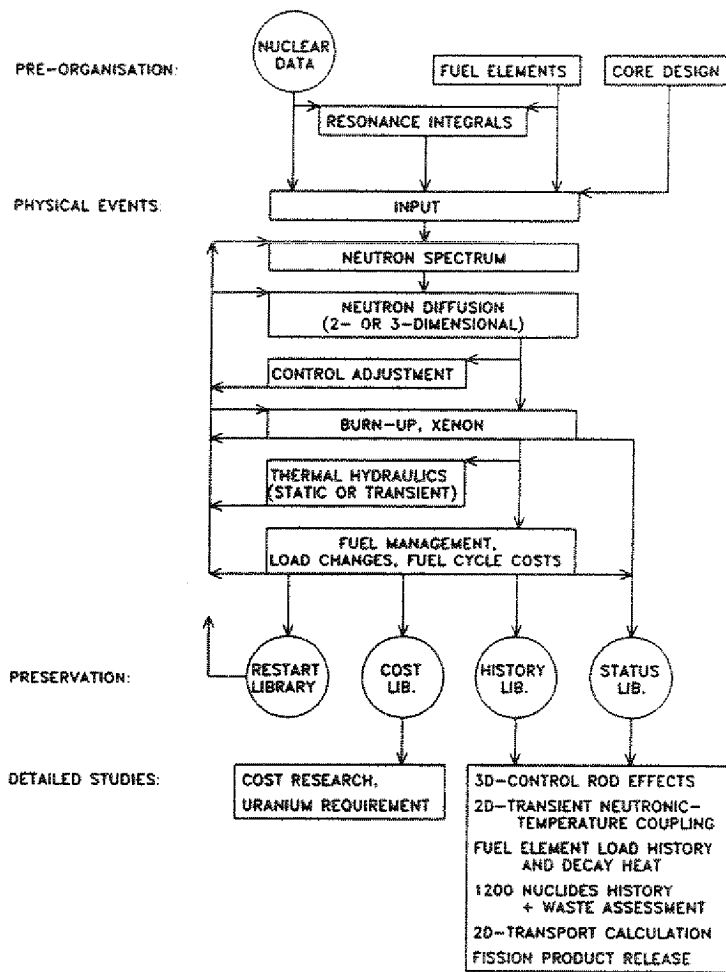 NUCLEAR
DATA
PRE-ORGANISATION:
FUEL ELEMENTS
CORE DESIGN
RESONANCE INTEGRALS
PHYSICAL EVENTS:
INPUT
NEUTRON SPECTRUM
NEUTRON DIFFUSION
(2- OR 3-DIMENSIONAL)
CONTROL ADJUSTMENT
BURN-UP, XENON
THERMAL HYDRAULICS
(STATIC OR TRANSIENT)
FUEL MANAGEMENT,
LOAD CHANGES, FUEL CYCLE COSTS
PRESERVATION:
RESTART
LIBRARY
COST
LIB.
HISTORY
LIB.
STATUS
LIB.
DETAILED STUDIES:
COST RESEARCH,
URANIUM REQUIREMENT
3D-CONTROL ROD EFFECTS
2D-TRANSIENT NEUTRONIC-
TEMPERATURE COUPLING
FUEL ELEMENT LOAD HISTORY
AND DECAY HEAT
1200 NUCLIDES HISTORY
+ WASTE ASSESSMENT
2D-TRANSPORT CALCULATION
FISSION PRODUCT RELEASE